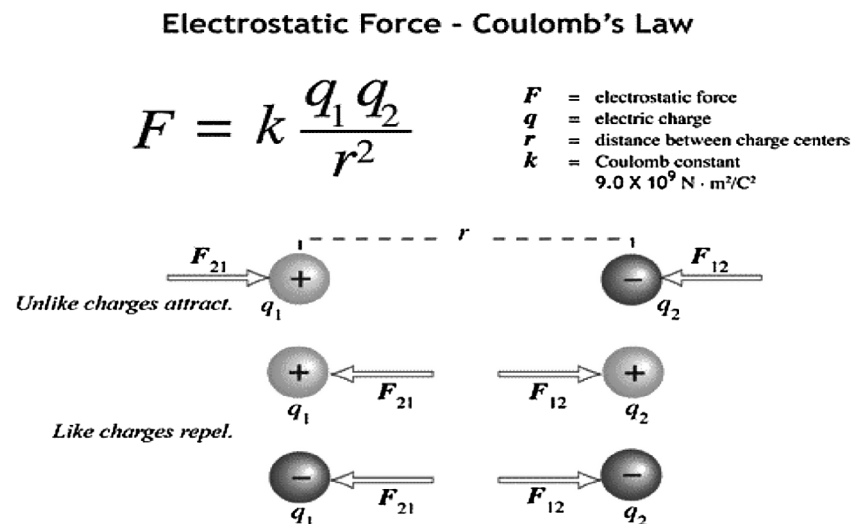 Electrostatic Force - Coulomb's Law
F = k q₁ q₂ / r²
F = electrostatic force
q = electric charge
r = distance between charge centers
k = Coulomb constant
9.0 X 10⁹ N · m²/C²
r
F₂₁ + − F₁₂
Unlike charges attract. q₁ q₂
+ F₂₁ F₁₂ +
q₁ q₂
Like charges repel.
− F₂₁ F₁₂ −
q₁ q₂